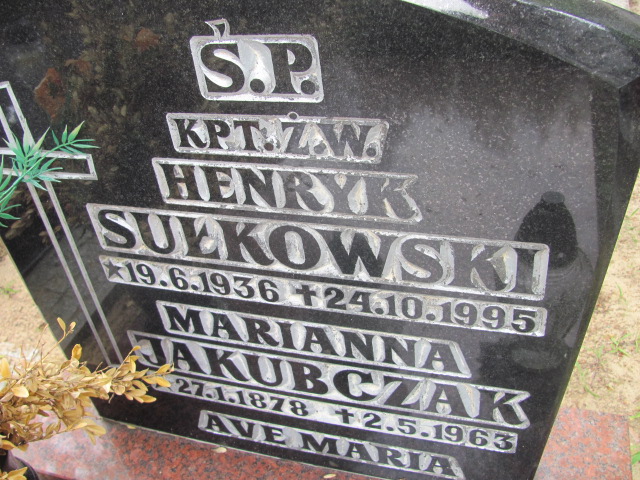 Ś.P.
KPT.Ż.W.
HENRYK
SUŁKOWSKI
★19.6.1936 ✝24.10.1995
MARIANNA
JAKUBCZAK
27.1.1878 ✝2.5.1963
AVE MARIA